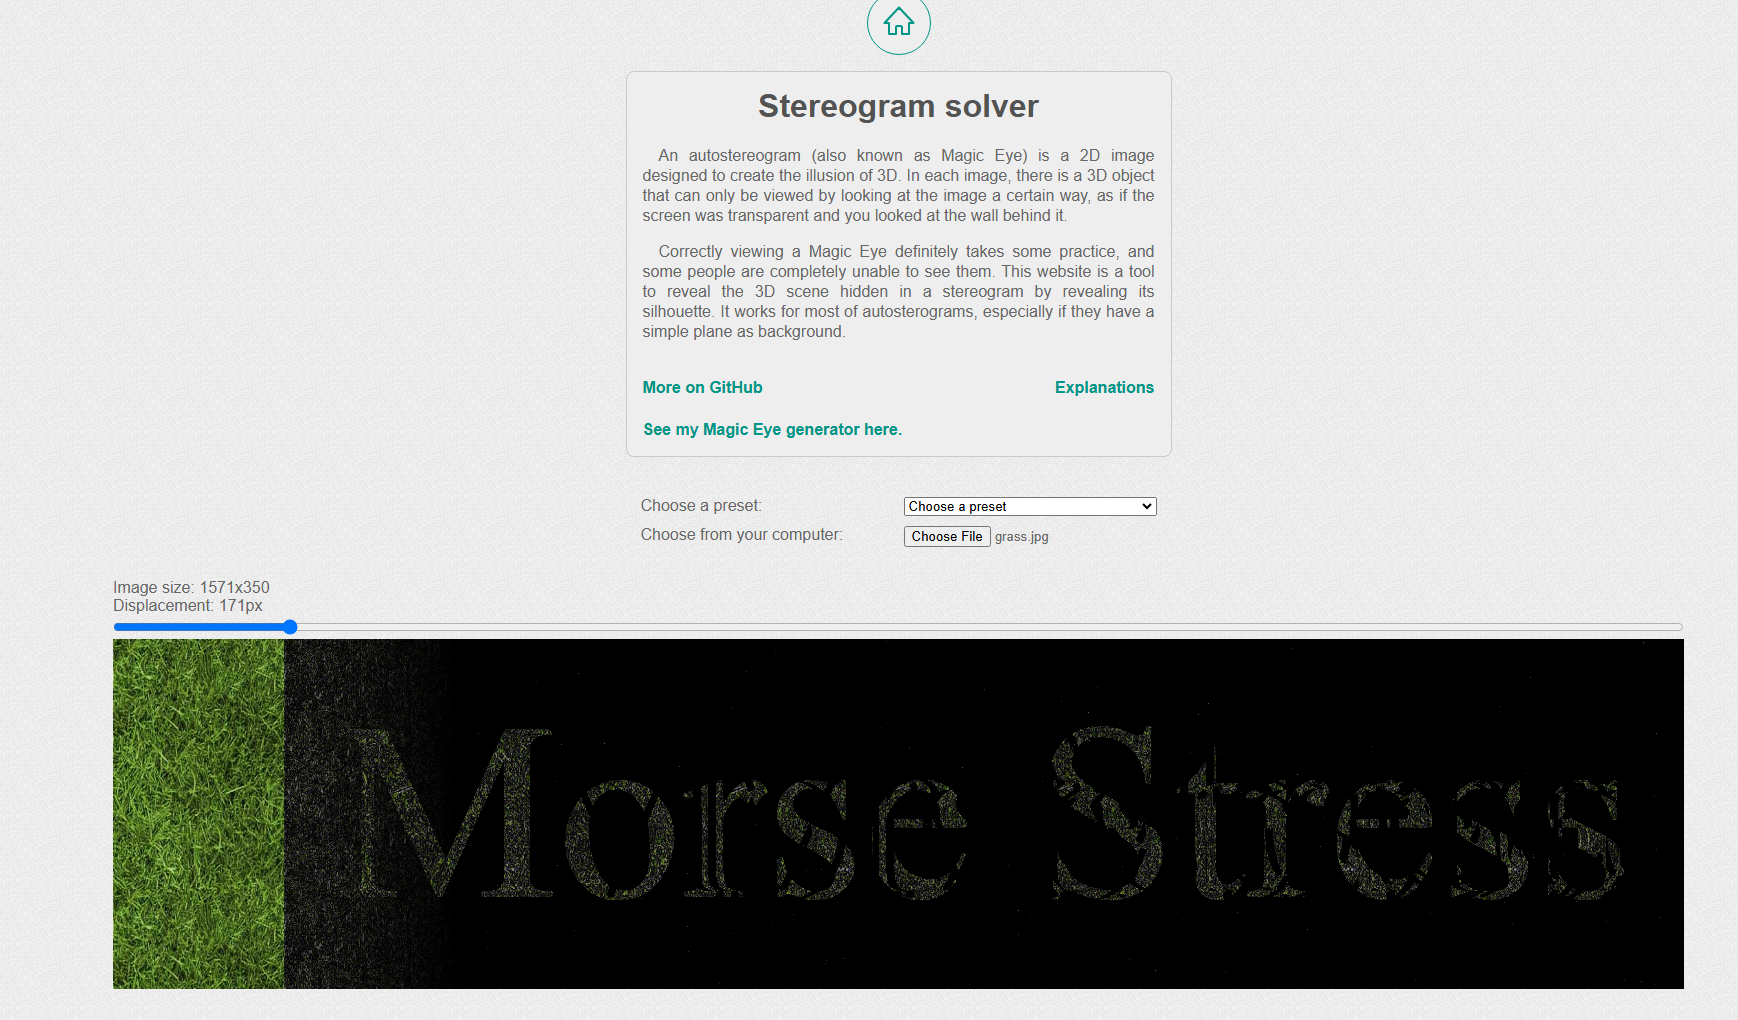 Stereogram solver
An autostereogram (also known as Magic Eye) is a 2D image
designed to create the illusion of 3D. In each image, there is a 3D object
that can only be viewed by looking at the image a certain way, as if the
screen was transparent and you looked at the wall behind it.
Correctly viewing a Magic Eye definitely takes some practice, and
some people are completely unable to see them. This website is a tool
to reveal the 3D scene hidden in a stereogram by revealing its
silhouette. It works for most of autosterograms, especially if they have a
simple plane as background.
More on GitHub Explanations
See my Magic Eye generator here.
Choose a preset: Choose a preset
Choose from your computer: Choose File grass.jpg
Image size: 1571x350
Displacement: 171px
Morse Stress